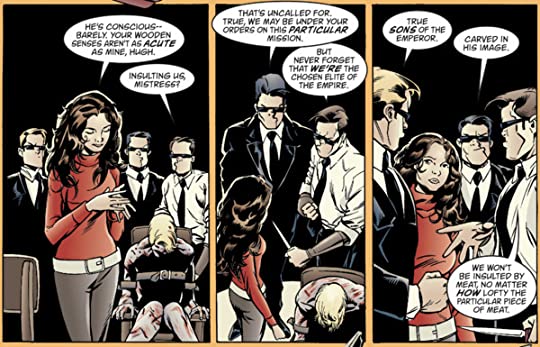 HE'S CONSCIOUS--
BARELY. YOUR WOODEN
SENSES AREN'T AS ACUTE
AS MINE, HUGH.
INSULTING US,
MISTRESS?
THAT'S UNCALLED FOR.
TRUE, WE MAY BE UNDER
YOUR ORDERS ON THIS
PARTICULAR
MISSION.
BUT
NEVER FORGET
THAT WE'RE THE
CHOSEN ELITE OF
THE EMPIRE.
TRUE
SONS OF
THE EMPEROR.
CARVED IN
HIS IMAGE.
WE WON'T
BE INSULTED BY
MEAT, NO MATTER
HOW LOFTY THE
PARTICULAR PIECE
OF MEAT.